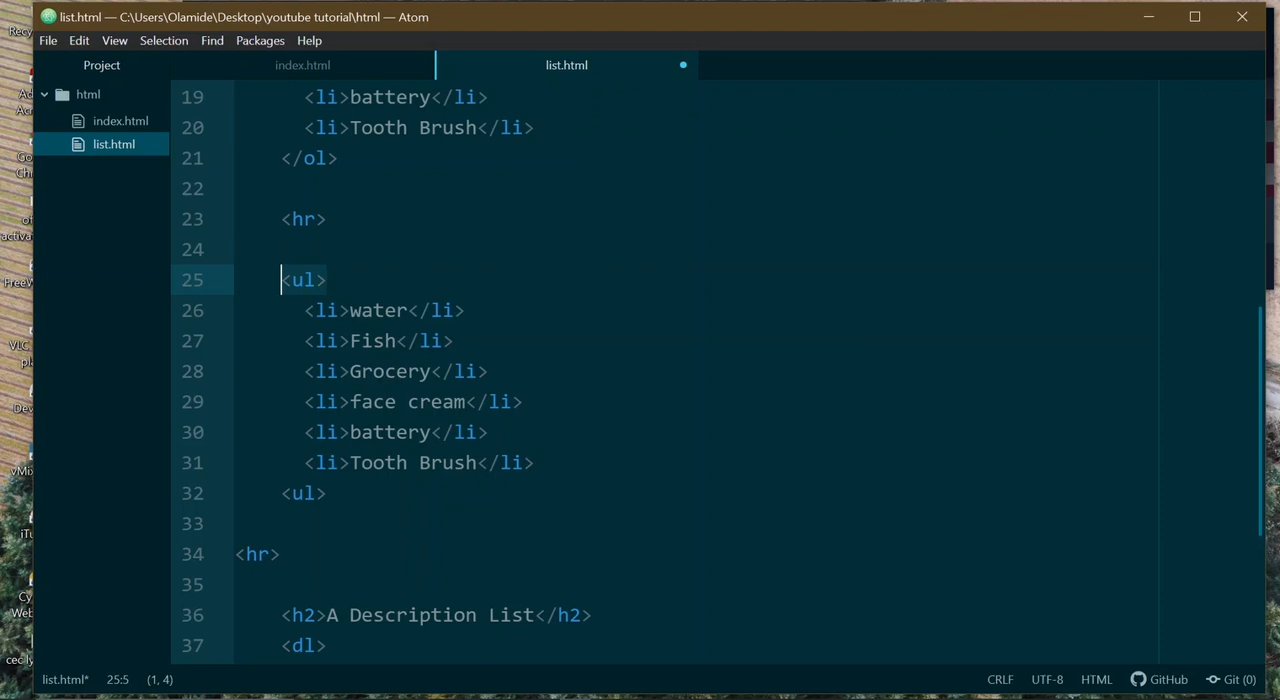 list.html — C:\Users\Olamide\Desktop\youtube tutorial\html — Atom
File Edit View Selection Find Packages Help
Project index.html list.html
html
index.html
list.html
19 <li>battery</li>
20 <li>Tooth Brush</li>
21 </ol>
22
23 <hr>
24
25 <ul>
26 <li>water</li>
27 <li>Fish</li>
28 <li>Grocery</li>
29 <li>face cream</li>
30 <li>battery</li>
31 <li>Tooth Brush</li>
32 <ul>
33
34 <hr>
35
36 <h2>A Description List</h2>
37 <dl>
list.html* 25:5 (1, 4) CRLF UTF-8 HTML GitHub Git (0)